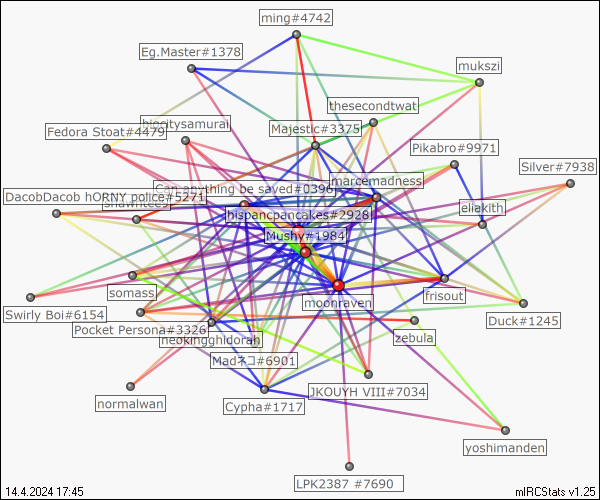 ming#4742
Eg.Master#1378
mukszi
thesecondtwat
hiocitysamurai
Majestic#3375
Fedora Stoat#4479
Pikabro#9971
Silver#7938
marcemadness
Can anything be saved#0396
DacobDacob hORNY police#5271
eliakith
hispancpancakes#2928
Mushy#1984
somass
moonraven
frisout
Swirly Boi#6154
Duck#1245
Pocket Persona#3326
neokingghidorah
zebula
Madネコ#6901
JKOUYH VIII#7034
normalwan
Cypha#1717
yoshimanden
LPK2387 #7690
14.4.2024 17:45
mIRCStats v1.25